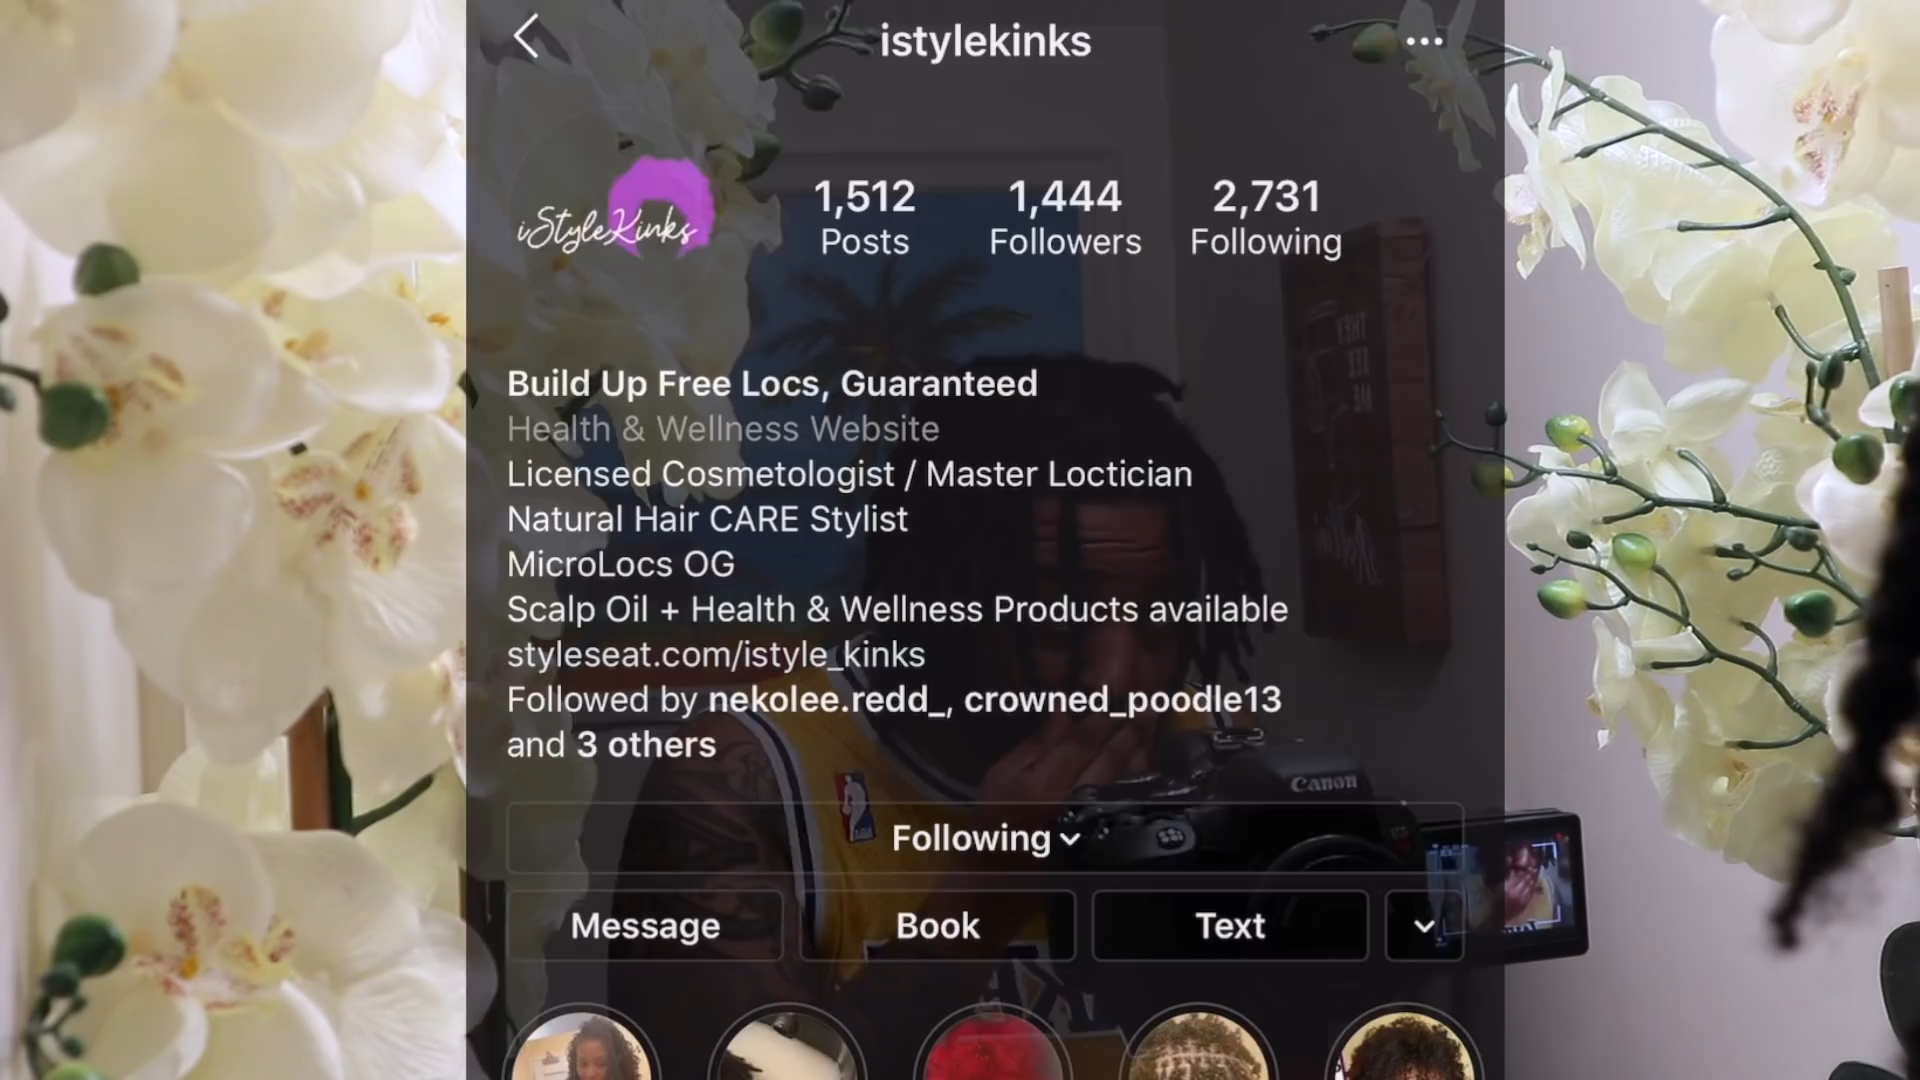 istylekinks
iStyleKinks
1,512 1,444 2,731
Posts Followers Following
Build Up Free Locs, Guaranteed
Health & Wellness Website
Licensed Cosmetologist / Master Loctician
Natural Hair CARE Stylist
MicroLocs OG
Scalp Oil + Health & Wellness Products available
styleseat.com/istyle_kinks
Followed by nekolee.redd_, crowned_poodle13
and 3 others
Canon
Following
Message Book Text